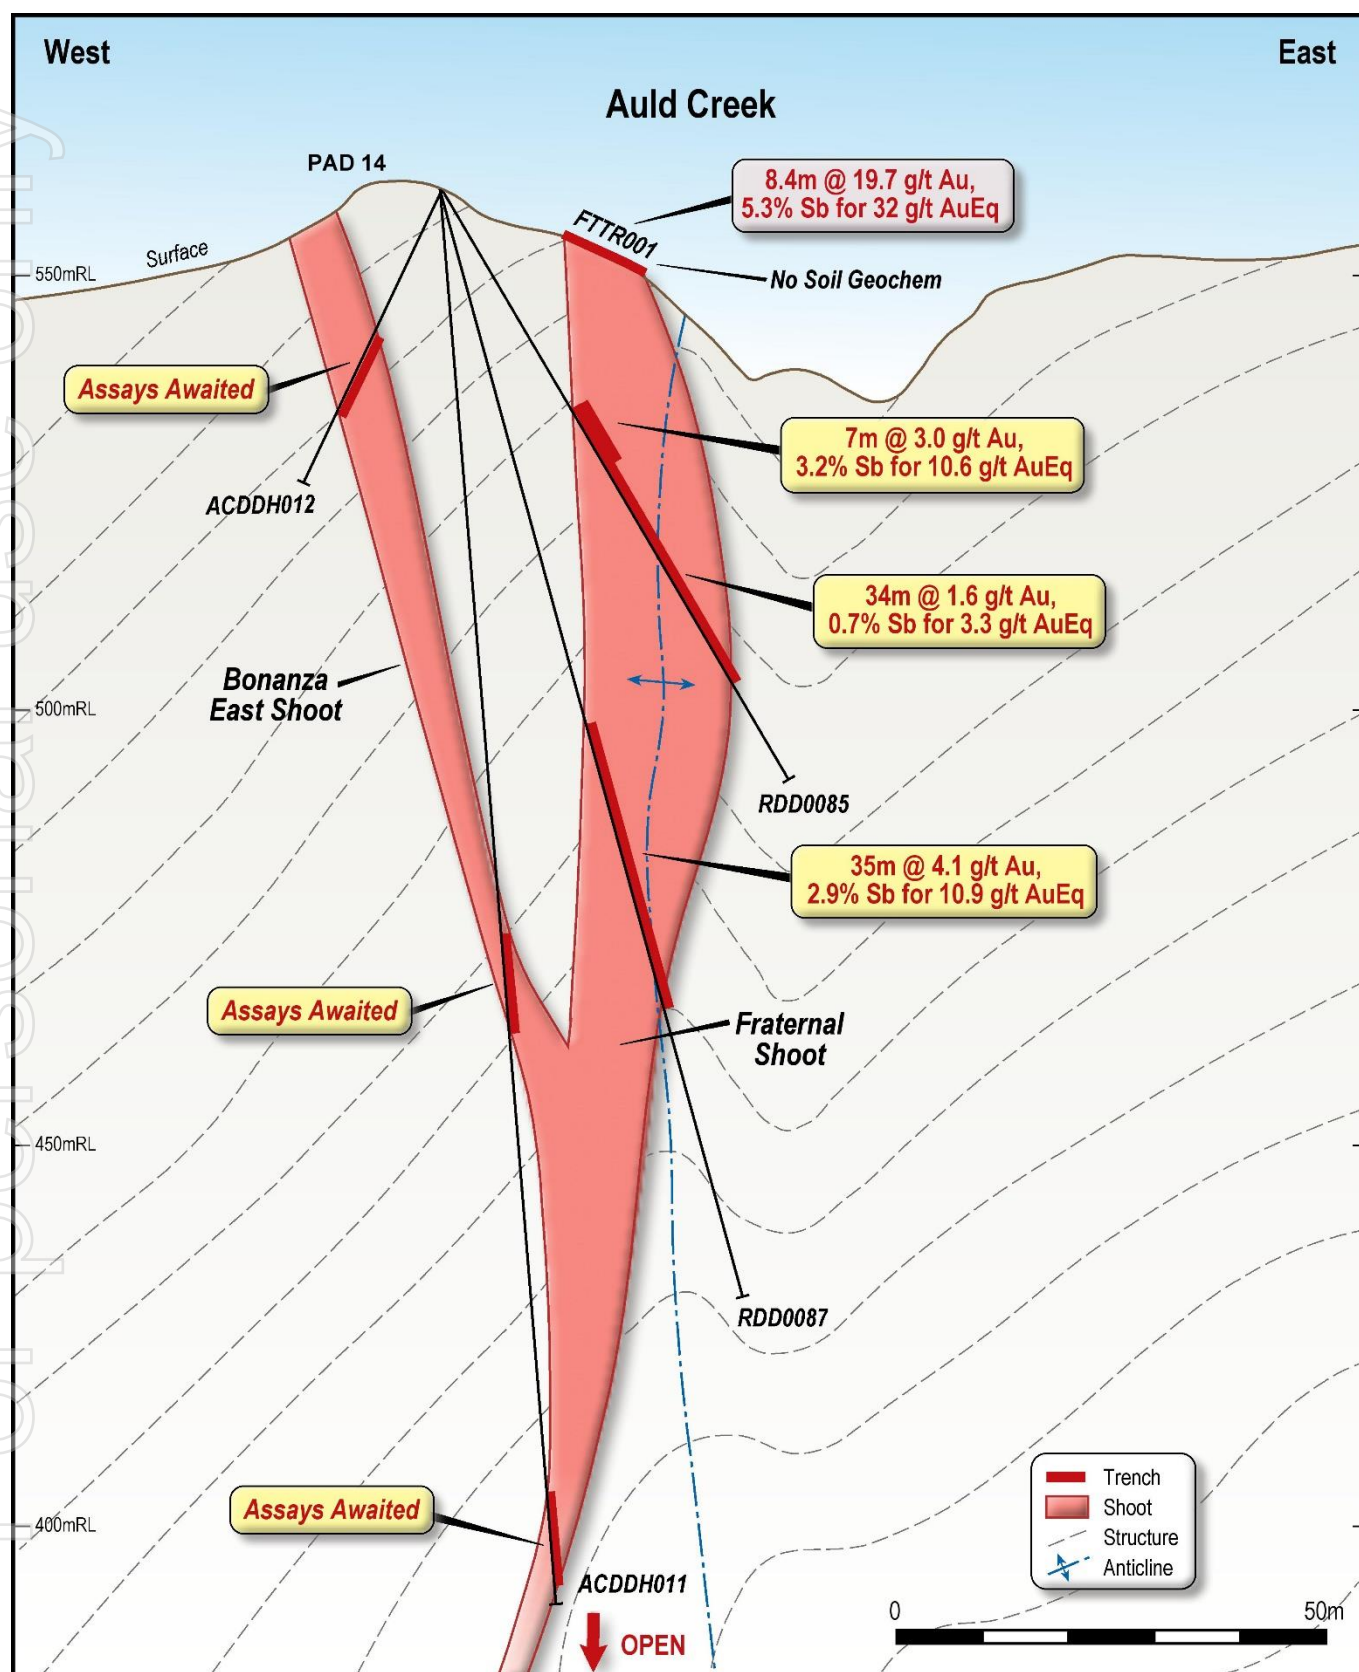 West
East
Auld Creek
PAD 14
8.4m @ 19.7 g/t Au,
5.3% Sb for 32 g/t AuEq
FTTR001
Surface
No Soil Geochem
550mRL
Assays Awaited
7m @ 3.0 g/t Au,
3.2% Sb for 10.6 g/t AuEq
ACDDH012
34m @ 1.6 g/t Au,
0.7% Sb for 3.3 g/t AuEq
Bonanza
East Shoot
500mRL
RDD0085
35m @ 4.1 g/t Au,
2.9% Sb for 10.9 g/t AuEq
Assays Awaited
Fraternal
Shoot
450mRL
RDD0087
Assays Awaited
400mRL
Trench
Shoot
Structure
Anticline
ACDDH011
OPEN
0
50m
For personal use only